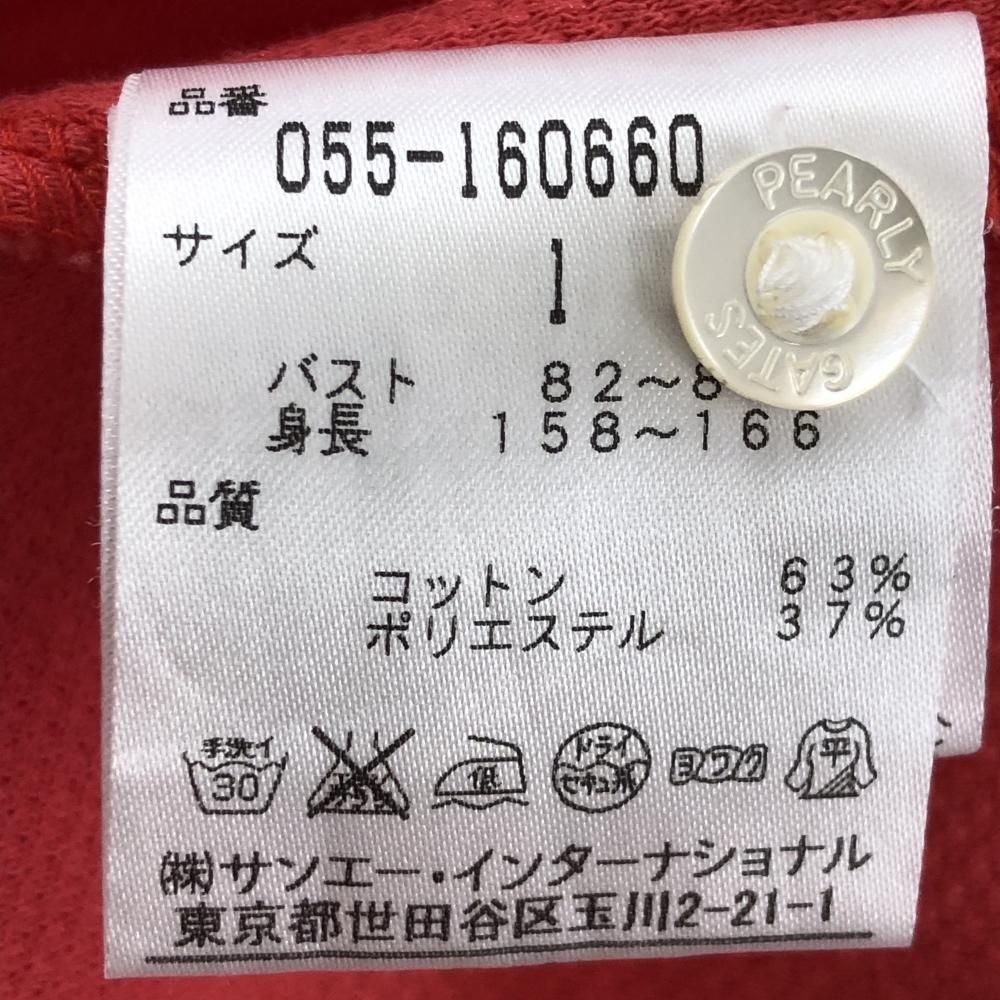 品番
055-160660
サイズ
1
PEARLY
GATES
バスト 82～8
身長 158～166
品質
コットン 63%
ポリエステル 37%
手洗イ
30
低
ドライ
セキユ系
ヨワク
平
(株)サンエー・インターナショナル
東京都世田谷区玉川2-21-1